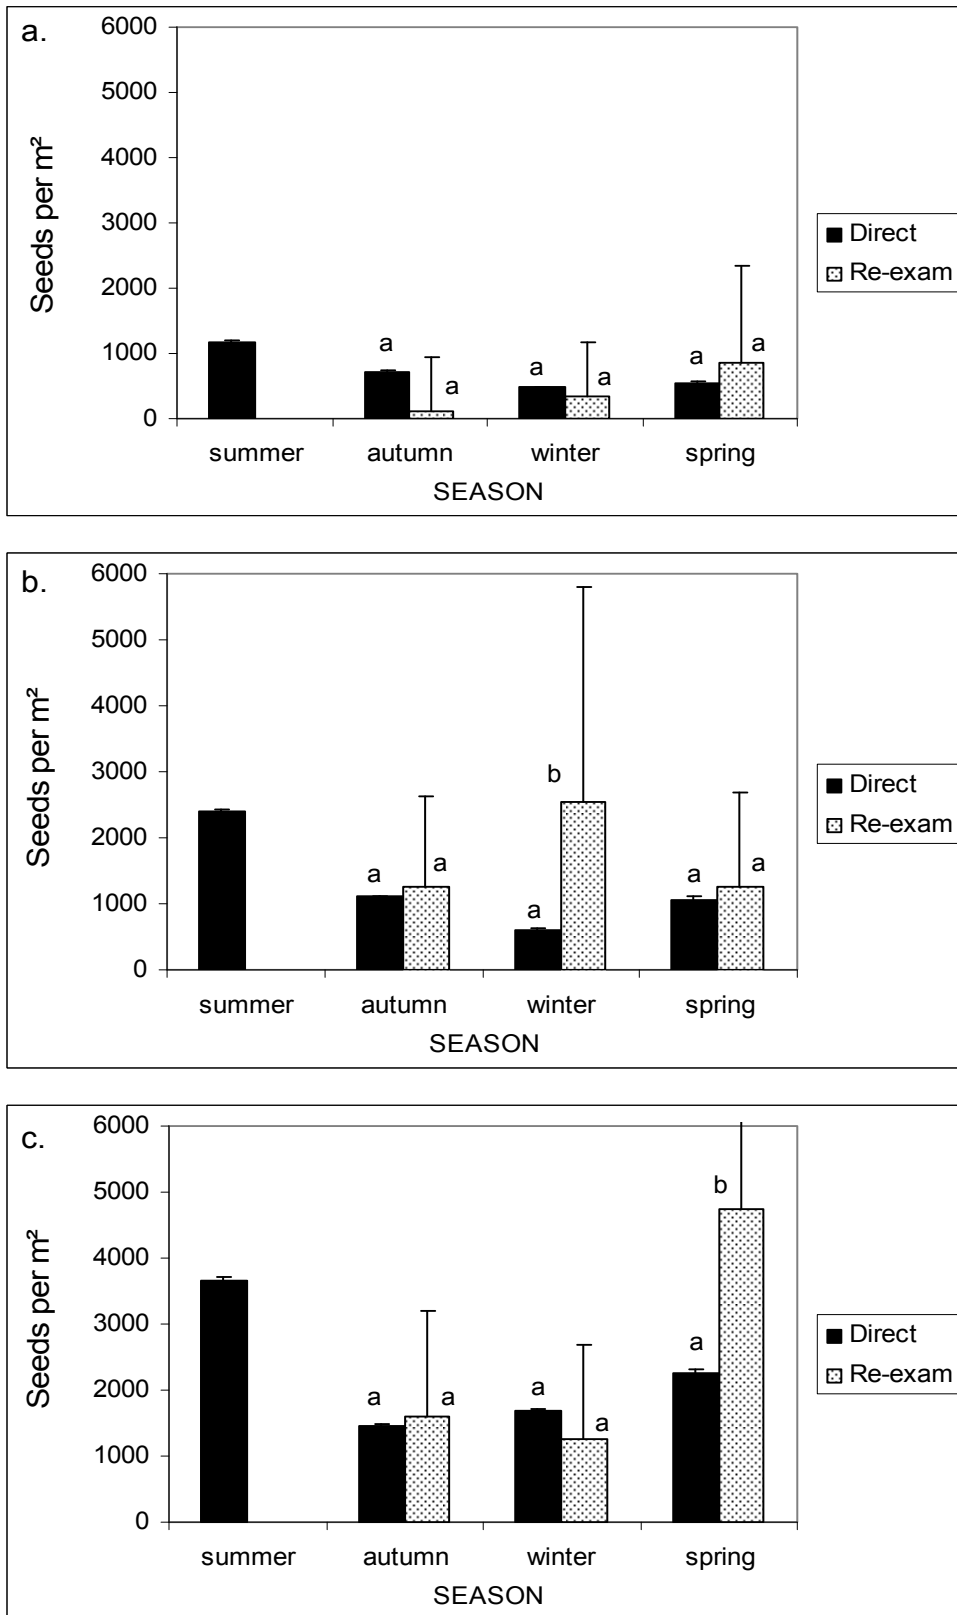 a.
6000
5000
4000
3000
2000
1000
0
Seeds per m²
a a a a a a
summer autumn winter spring
SEASON
Direct
Re-exam
b.
6000
5000
4000
3000
2000
1000
0
Seeds per m²
a a a b a a
summer autumn winter spring
SEASON
Direct
Re-exam
c.
6000
5000
4000
3000
2000
1000
0
Seeds per m²
a a a a a b
summer autumn winter spring
SEASON
Direct
Re-exam